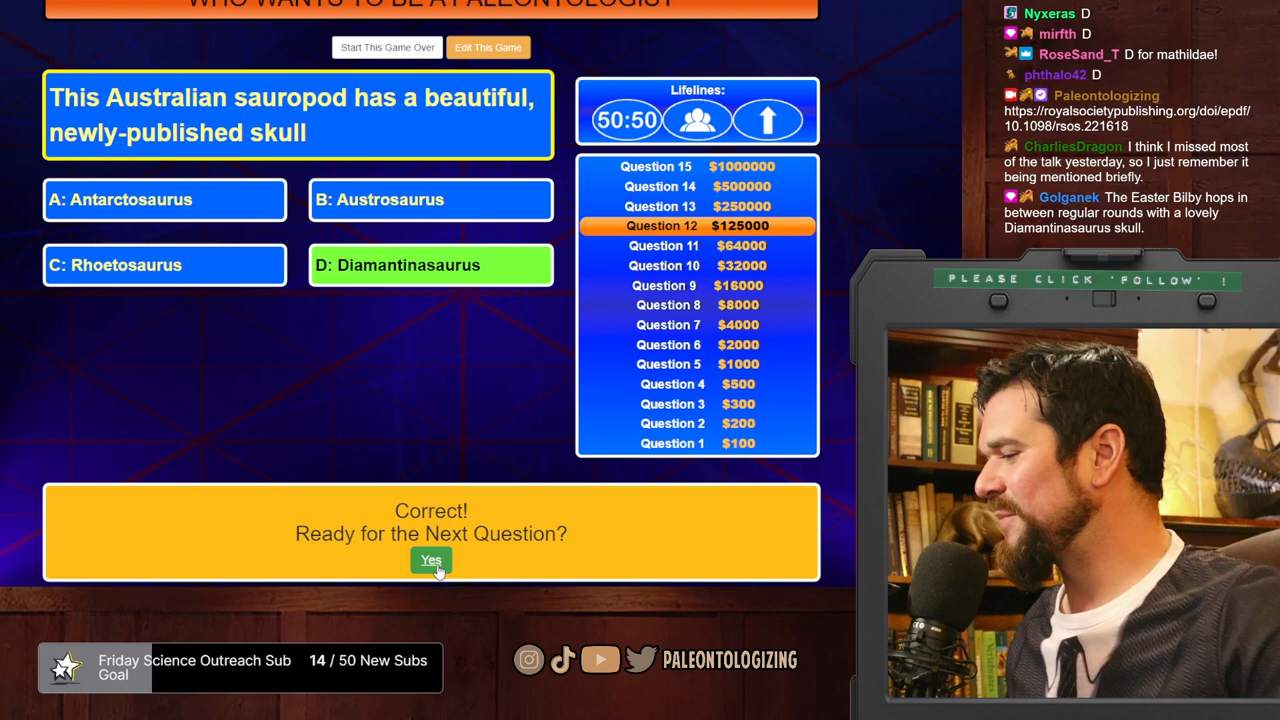 WHO WANTS TO BE A PALEONTOLOGIST
Start This Game Over
Edit This Game
This Australian sauropod has a beautiful,
newly-published skull
A: Antarctosaurus
B: Austrosaurus
C: Rhoetosaurus
D: Diamantinasaurus
Lifelines:
50:50
Question 15 $1000000
Question 14 $500000
Question 13 $250000
Question 12 $125000
Question 11 $64000
Question 10 $32000
Question 9 $16000
Question 8 $8000
Question 7 $4000
Question 6 $2000
Question 5 $1000
Question 4 $500
Question 3 $300
Question 2 $200
Question 1 $100
Correct!
Ready for the Next Question?
Yes
Friday Science Outreach Sub
Goal
14 / 50 New Subs
PALEONTOLOGIZING
Nyxeras D
mirfth D
RoseSand_T D for mathildae!
phthalo42 D
Paleontologizing
https://royalsocietypublishing.org/doi/epdf/
10.1098/rsos.221618
CharliesDragon I think I missed most
of the talk yesterday, so I just remember it
being mentioned briefly.
Golganek The Easter Bilby hops in
between regular rounds with a lovely
Diamantinasaurus skull.
PLEASE CLICK 'FOLLOW' !